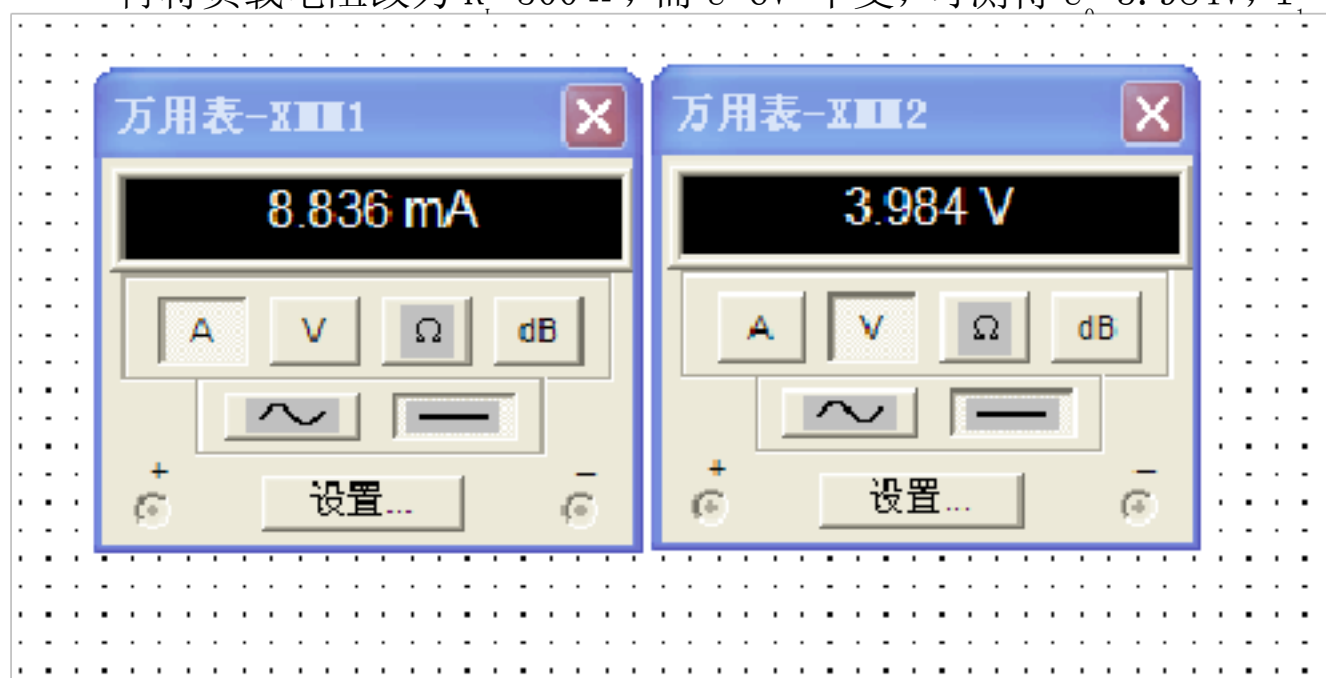 万用表-XMM1
万用表-XMM2
8.836 mA
3.984 V
A V Ω dB
A V Ω dB
+ 设置... −
+ 设置... −